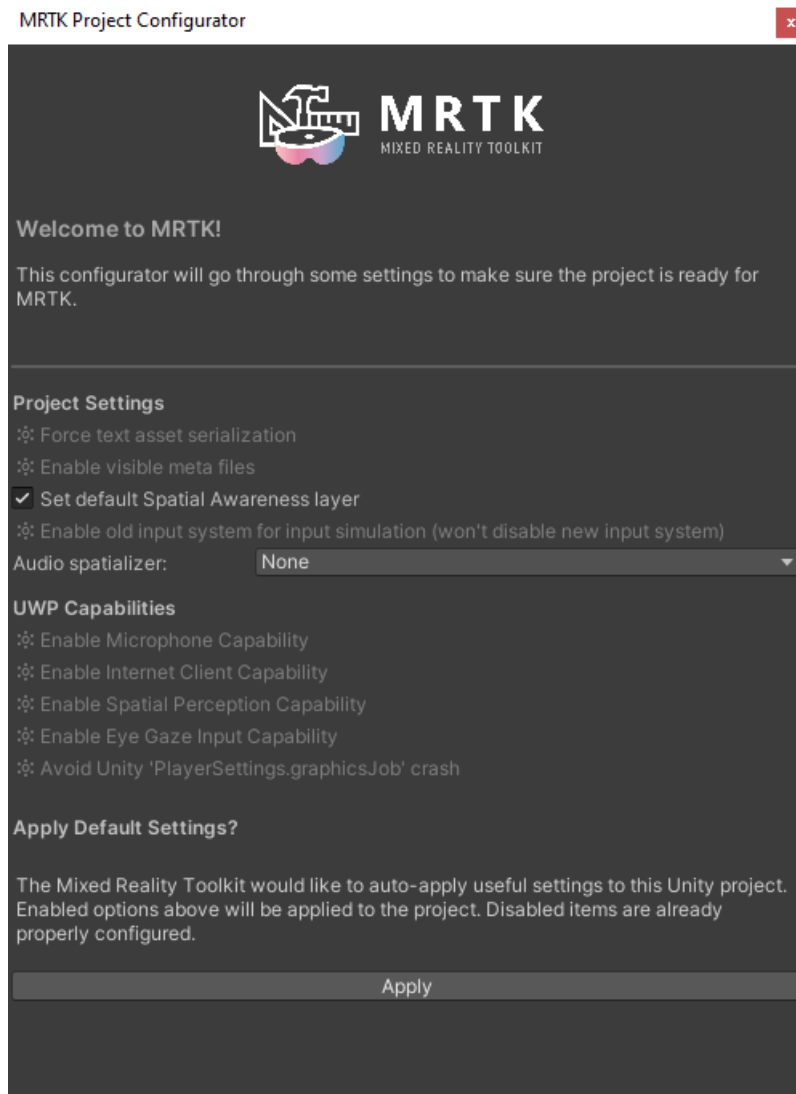 MRTK Project Configurator
x
MRTK
MIXED REALITY TOOLKIT
Welcome to MRTK!
This configurator will go through some settings to make sure the project is ready for
MRTK.
Project Settings
Force text asset serialization
Enable visible meta files
Set default Spatial Awareness layer
Enable old input system for input simulation (won't disable new input system)
Audio spatializer: None
UWP Capabilities
Enable Microphone Capability
Enable Internet Client Capability
Enable Spatial Perception Capability
Enable Eye Gaze Input Capability
Avoid Unity 'PlayerSettings.graphicsJob' crash
Apply Default Settings?
The Mixed Reality Toolkit would like to auto-apply useful settings to this Unity project.
Enabled options above will be applied to the project. Disabled items are already
properly configured.
Apply